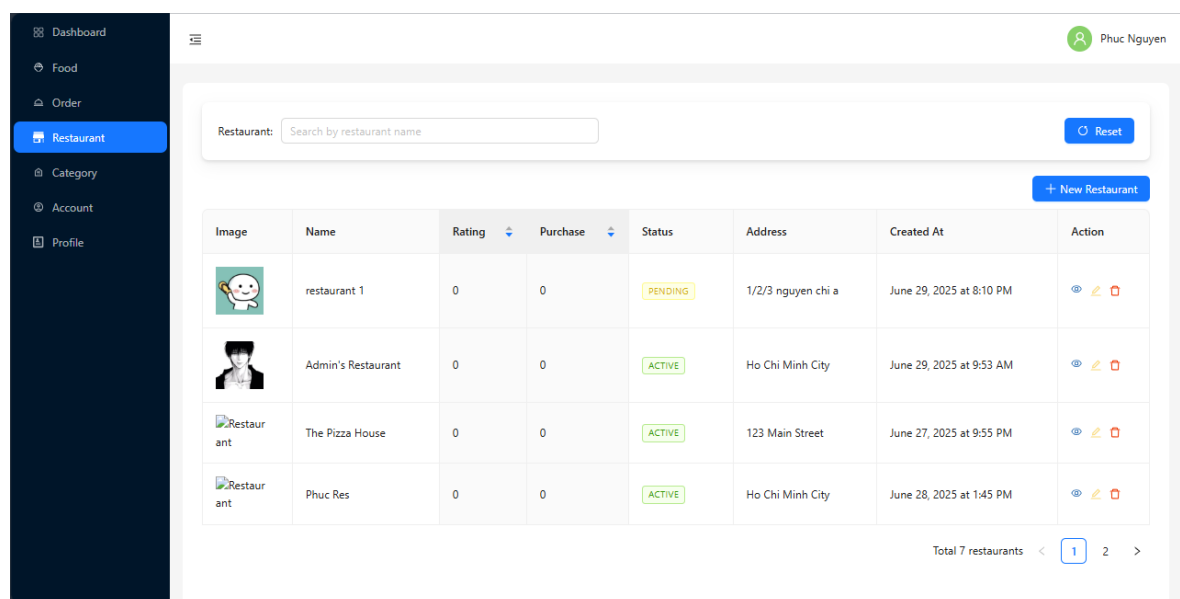 Dashboard
Food
Order
Restaurant
Category
Account
Profile
Phuc Nguyen
Restaurant: Search by restaurant name Reset
New Restaurant
Image Name Rating Purchase Status Address Created At Action
restaurant 1 0 0 PENDING 1/2/3 nguyen chi a June 29, 2025 at 8:10 PM
Admin's Restaurant 0 0 ACTIVE Ho Chi Minh City June 29, 2025 at 9:53 AM
Restaur
ant
The Pizza House 0 0 ACTIVE 123 Main Street June 27, 2025 at 9:55 PM
Restaur
ant
Phuc Res 0 0 ACTIVE Ho Chi Minh City June 28, 2025 at 1:45 PM
Total 7 restaurants < 1 2 >